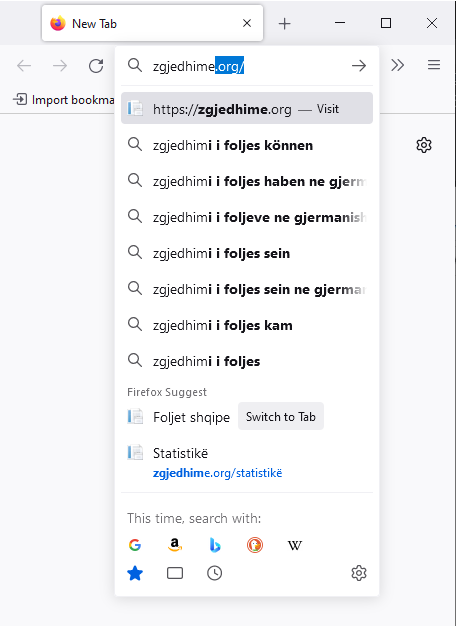 New Tab
zgjedhime.org/
Import bookma
https://zgjedhime.org — Visit
zgjedhimi i foljes können
zgjedhimi i foljes haben ne gjerm
zgjedhimi i foljeve ne gjermanish
zgjedhimi i foljes sein
zgjedhimi i foljes sein ne gjerma
zgjedhimi i foljes kam
zgjedhimi i foljes
Firefox Suggest
Foljet shqipe Switch to Tab
Statistikë
zgjedhime.org/statistikë
This time, search with: